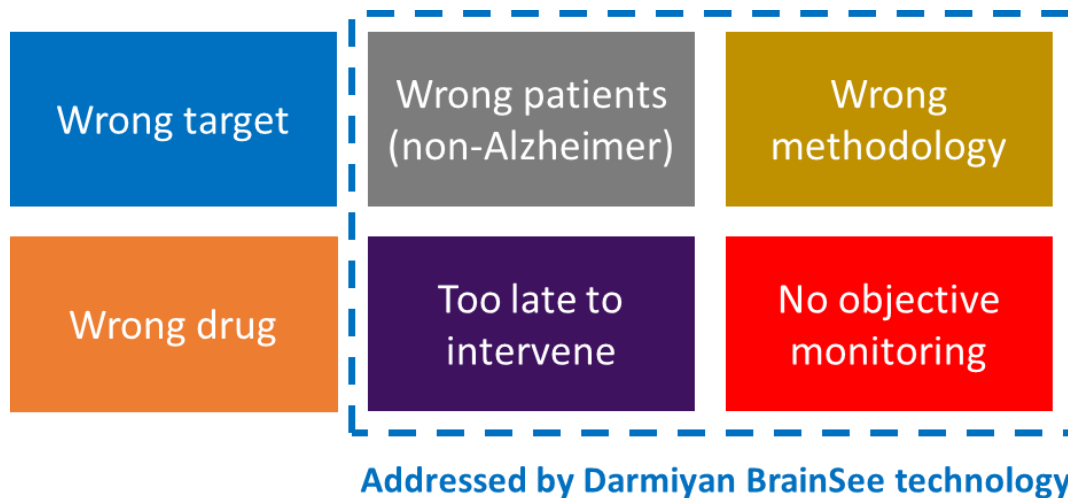 Wrong target
Wrong patients
(non-Alzheimer)
Wrong
methodology
Wrong drug
Too late to
intervene
No objective
monitoring
Addressed by Darmiyan BrainSee technology